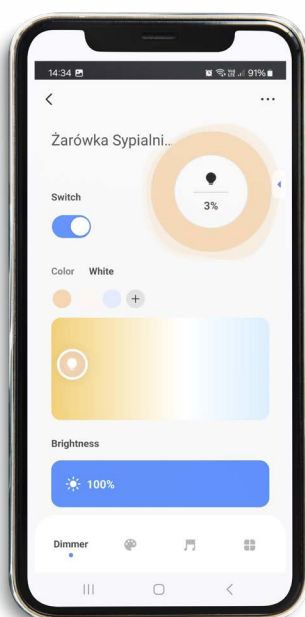 14:34
91%
Żarówka Sypialni...
3%
Switch
Color White
Brightness
100%
Dimmer